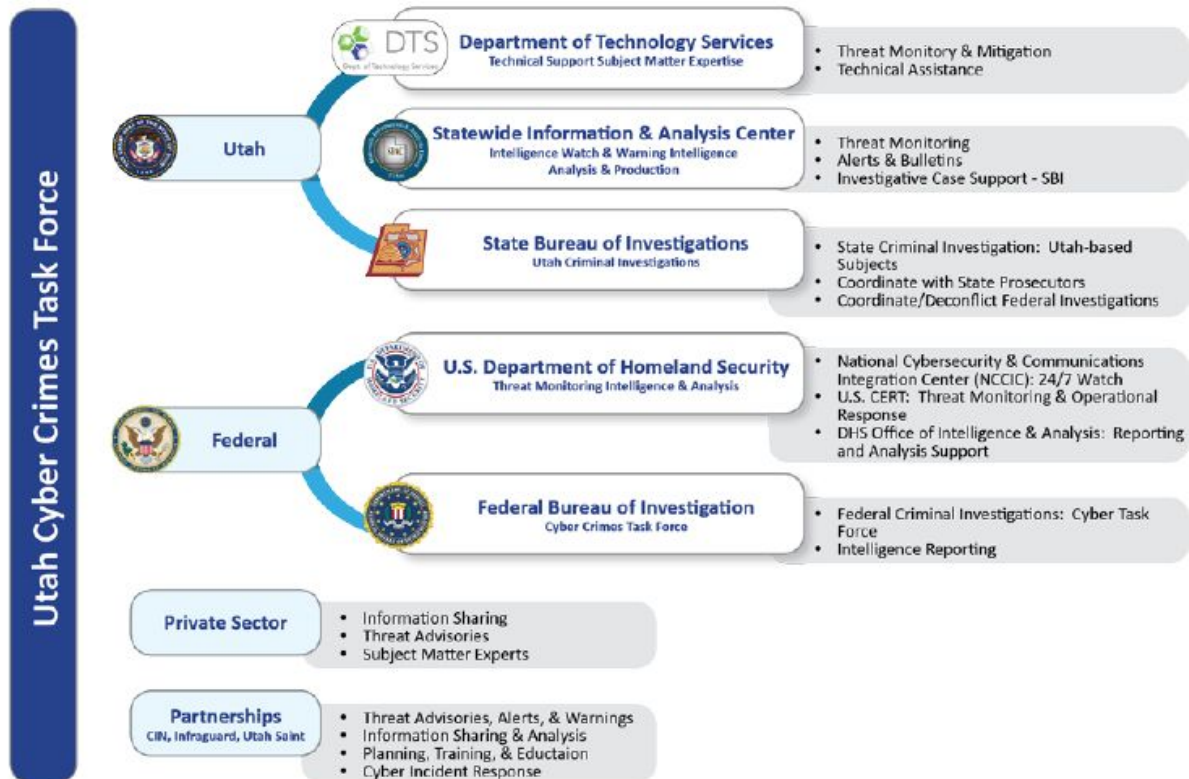 Utah Cyber Crimes Task Force
DTS
Dept. of Technology Services
Department of Technology Services
Technical Support Subject Matter Expertise
• Threat Monitory & Mitigation
• Technical Assistance
Utah
Statewide Information & Analysis Center
Intelligence Watch & Warning Intelligence
Analysis & Production
• Threat Monitoring
• Alerts & Bulletins
• Investigative Case Support - SBI
State Bureau of Investigations
Utah Criminal Investigations
• State Criminal Investigation: Utah-based
Subjects
• Coordinate with State Prosecutors
• Coordinate/Deconflict Federal Investigations
Federal
U.S. Department of Homeland Security
Threat Monitoring Intelligence & Analysis
• National Cybersecurity & Communications
Integration Center (NCCIC): 24/7 Watch
• U.S. CERT: Threat Monitoring & Operational
Response
• DHS Office of Intelligence & Analysis: Reporting
and Analysis Support
Federal Bureau of Investigation
Cyber Crimes Task Force
• Federal Criminal Investigations: Cyber Task
Force
• Intelligence Reporting
Private Sector
• Information Sharing
• Threat Advisories
• Subject Matter Experts
Partnerships
CIN, Infraguard, Utah Saint
• Threat Advisories, Alerts, & Warnings
• Information Sharing & Analysis
• Planning, Training, & Eductaion
• Cyber Incident Response